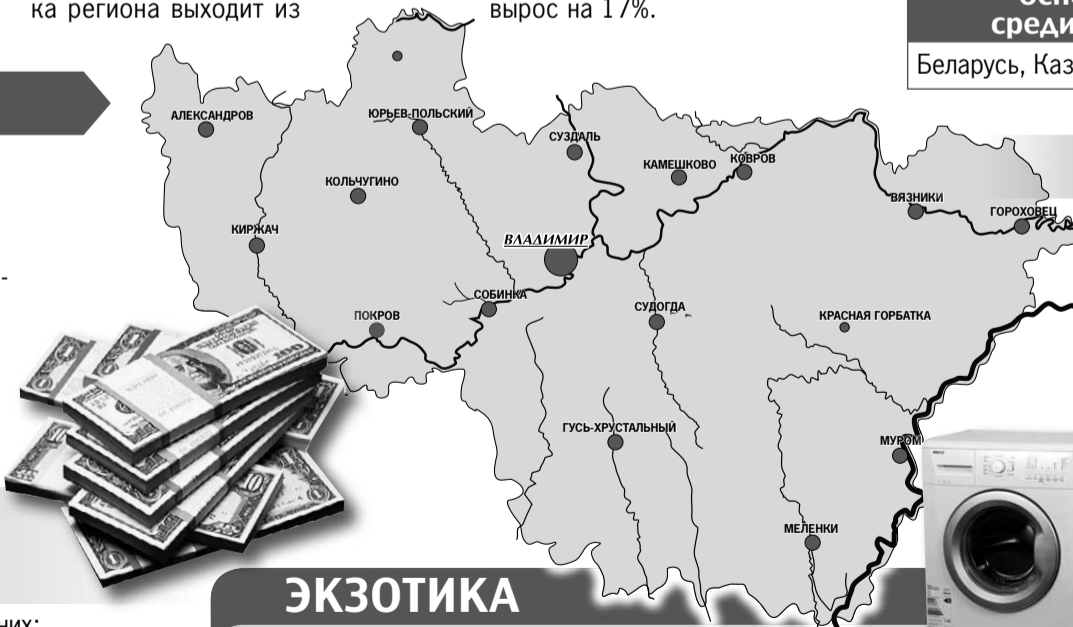 ка региона выходит из
вырос на 17%.
среди
Беларусь, Каз
АЛЕКСАНДРОВ
ЮРЬЕВ-ПОЛЬСКИЙ
СУЗДАЛЬ
КАМЕШКОВО
КОВРОВ
КОЛЬЧУГИНО
ВЯЗНИКИ
ГОРОХОВЕЦ
КИРЖАЧ
ВЛАДИМИР
СОБИНКА
ПОКРОВ
СУДОГДА
КРАСНАЯ ГОРБАТКА
ГУСЬ-ХРУСТАЛЬНЫЙ
МУРОМ
МЕЛЕНКИ
ЭКЗОТИКА
них: